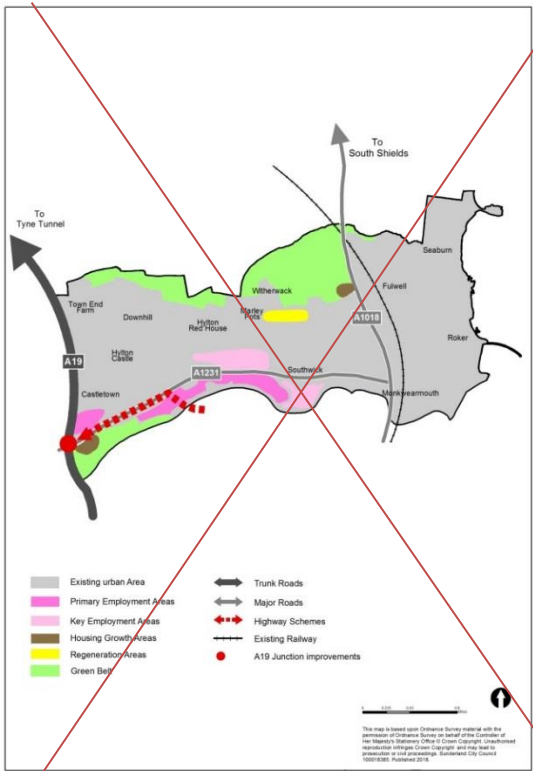 To
South Shields
To
Tyne Tunnel
Seaburn
Witherwack
Fulwell
Town End
Farm
Downhill
Hylton
Red House
Marley
Pots
A1018
Roker
Hylton
Castle
A19
A1231
Southwick
Castletown
Monkwearmouth
Existing urban Area
Primary Employment Areas
Key Employment Areas
Housing Growth Areas
Regeneration Areas
Green Belt
Trunk Roads
Major Roads
Highway Schemes
Existing Railway
A19 Junction improvements
This map is based upon Ordnance Survey material with the
permission of Ordnance Survey on behalf of the Controller of
Her Majesty's Stationery Office © Crown Copyright. Unauthorised
reproduction infringes Crown Copyright and may lead to
prosecution or civil proceedings. Sunderland City Council
100018385. Published 2018.